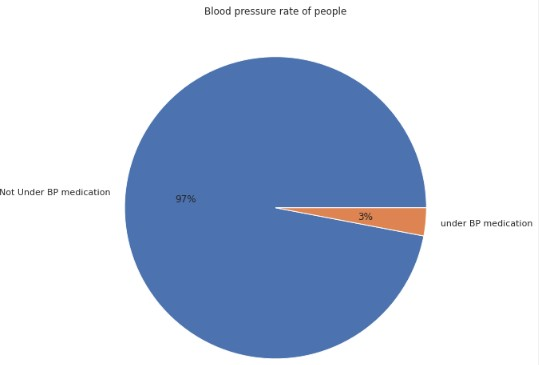 Blood pressure rate of people
Not Under BP medication
97%
3%
under BP medication